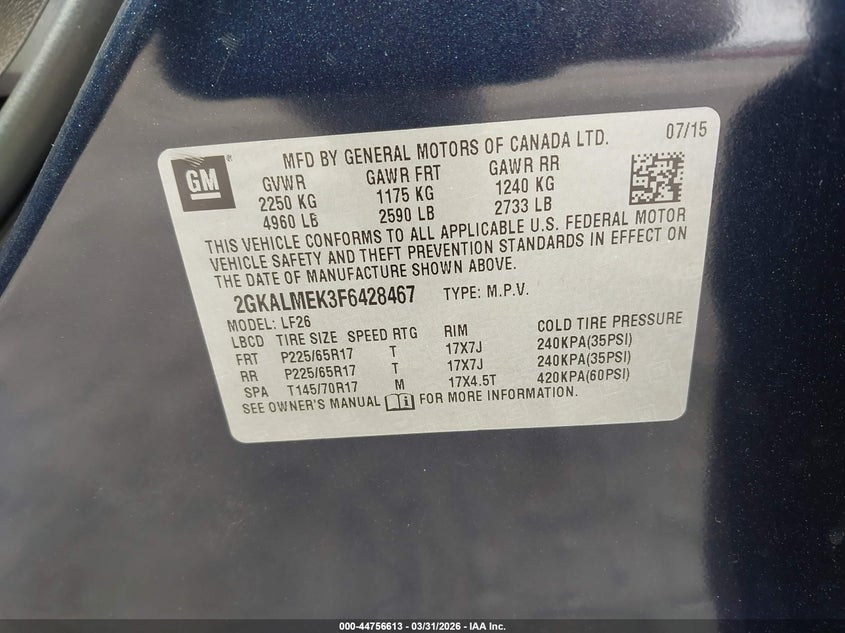 GM
MFD BY GENERAL MOTORS OF CANADA LTD.
07/15
GVWR GAWR FRT GAWR RR
2250 KG 1175 KG 1240 KG
4960 LB 2590 LB 2733 LB
THIS VEHICLE CONFORMS TO ALL APPLICABLE U.S. FEDERAL MOTOR
VEHICLE SAFETY AND THEFT PREVENTION STANDARDS IN EFFECT ON
THE DATE OF MANUFACTURE SHOWN ABOVE.
2GKALMEK3F6428467 TYPE: M.P.V.
MODEL: LF26
LBCD TIRE SIZE SPEED RTG RIM COLD TIRE PRESSURE
FRT P225/65R17 T 17X7J 240KPA(35PSI)
RR P225/65R17 T 17X7J 240KPA(35PSI)
SPA T145/70R17 M 17X4.5T 420KPA(60PSI)
SEE OWNER'S MANUAL FOR MORE INFORMATION.
000-44756613 - 03/31/2026 - IAA Inc.